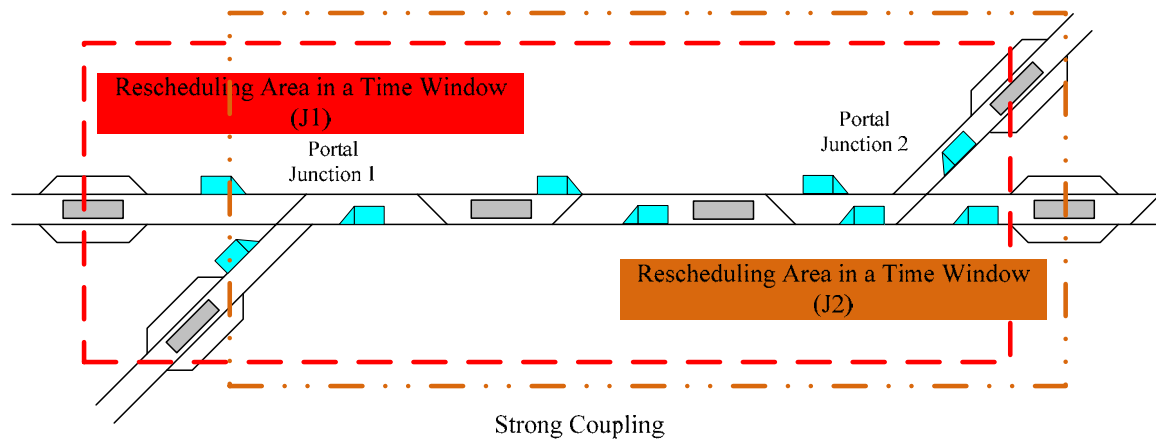 Rescheduling Area in a Time Window
(J1)
Portal
Junction 1
Portal
Junction 2
Rescheduling Area in a Time Window
(J2)
Strong Coupling